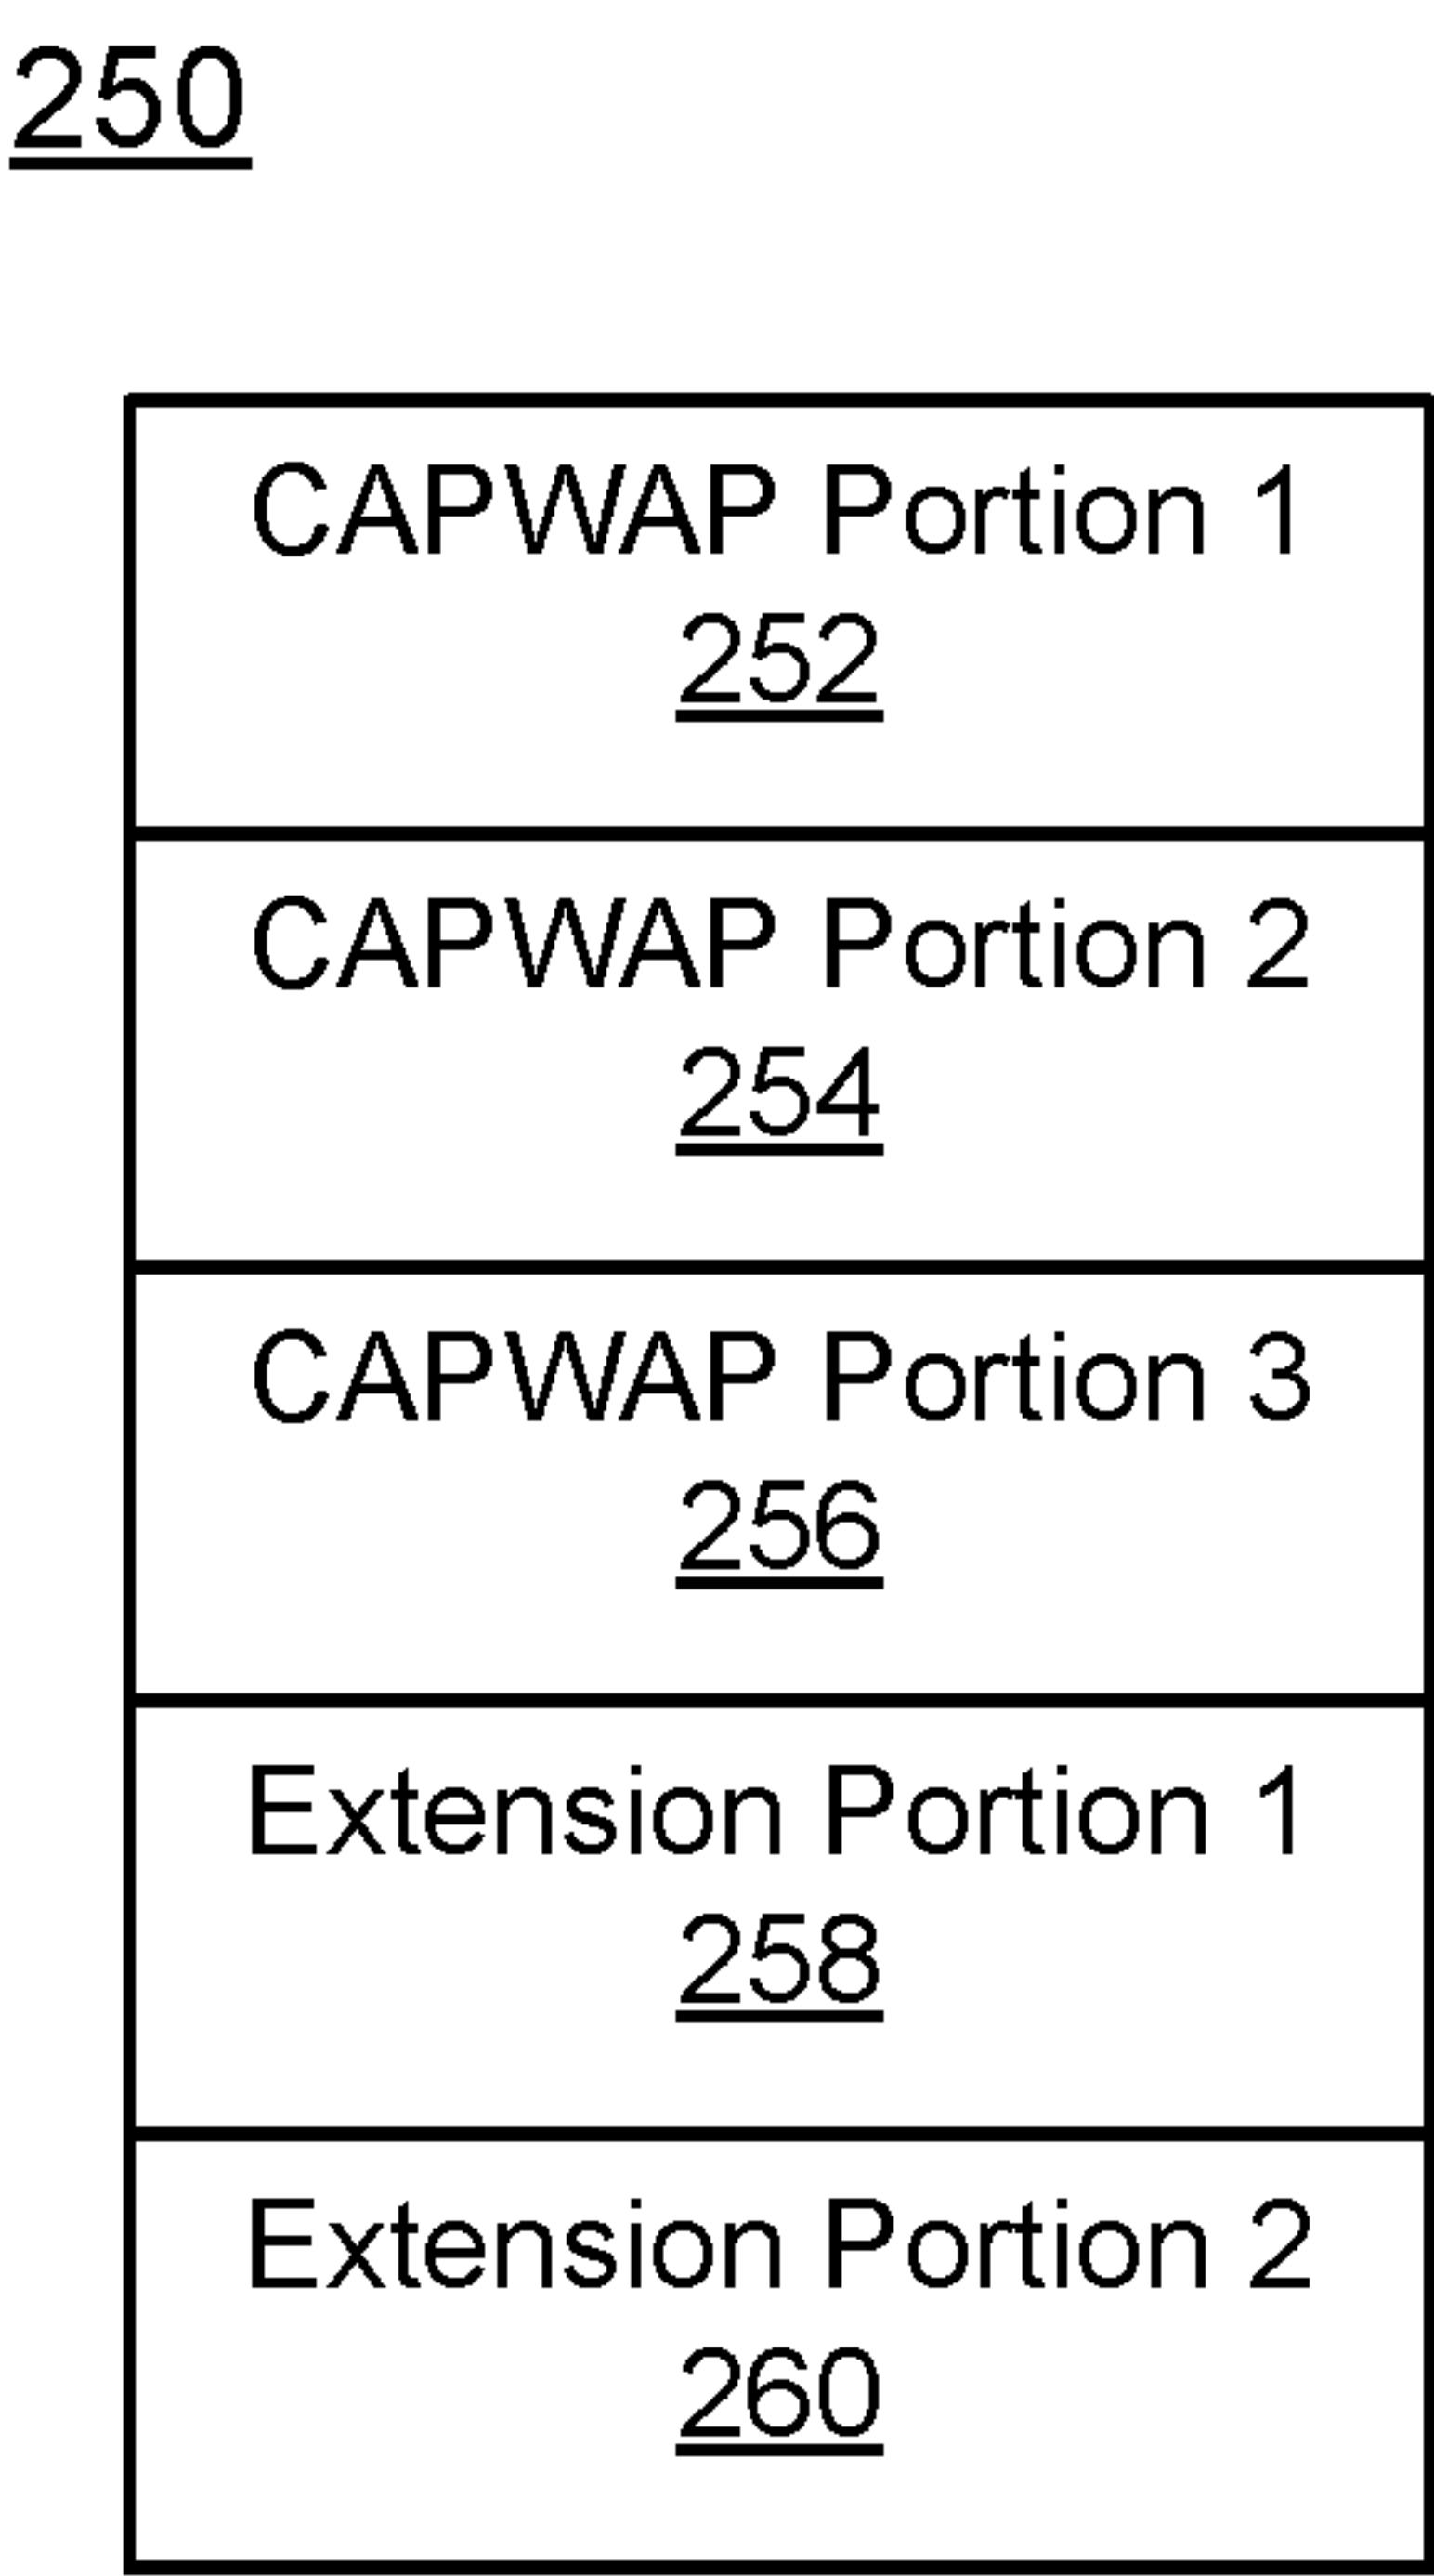 250
CAPWAP Portion 1
252
CAPWAP Portion 2
254
CAPWAP Portion 3
256
Extension Portion 1
258
Extension Portion 2
260